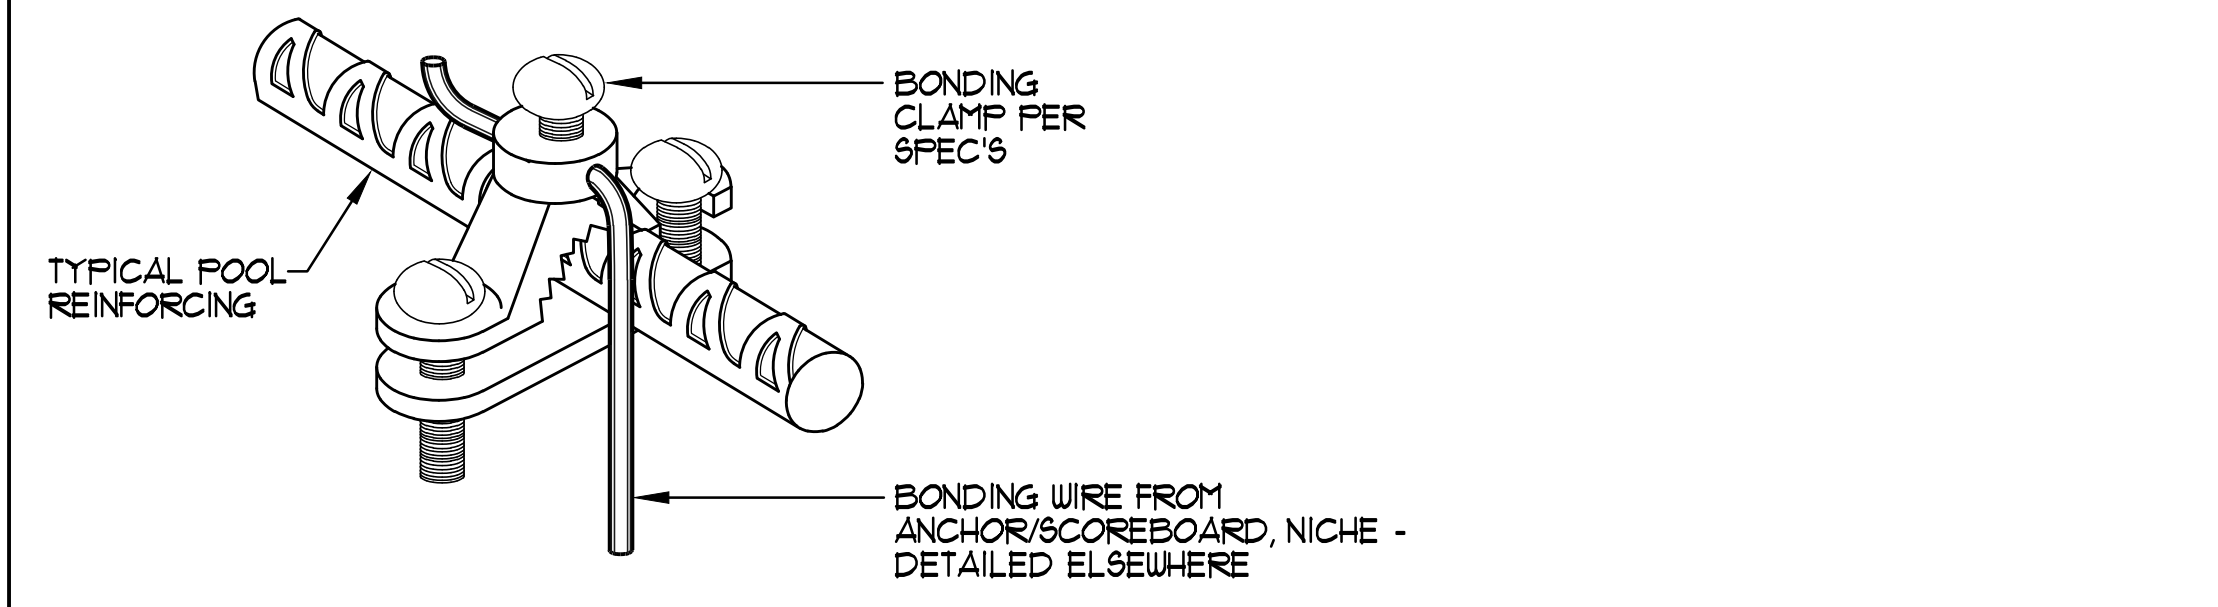 BONDING
CLAMP PER
SPEC'S
TYPICAL POOL
REINFORCING
BONDING WIRE FROM
ANCHOR/SCOREBOARD, NICHE -
DETAILED ELSEWHERE